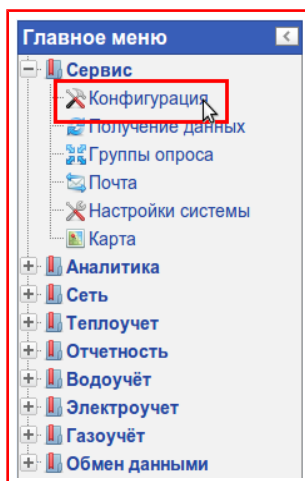 Главное меню
Сервис
Конфигурация
Получение данных
Группы опроса
Почта
Настройки системы
Карта
Аналитика
Сеть
Теплоучет
Отчетность
Водоучёт
Электроучет
Газоучёт
Обмен данными